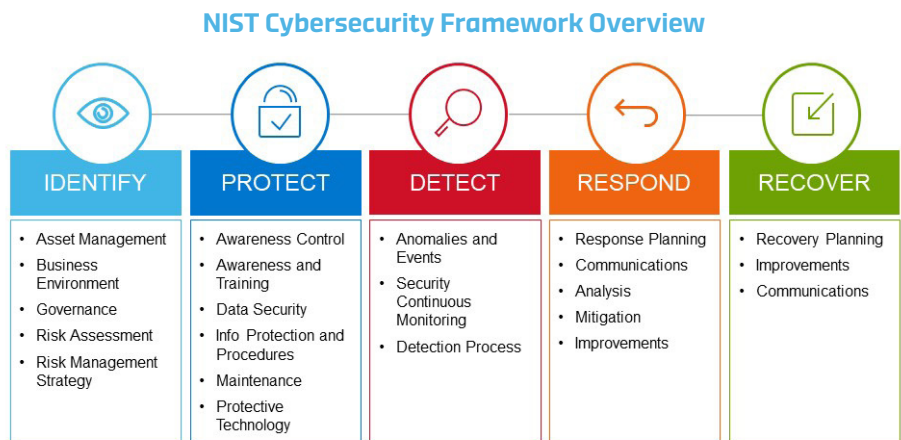 NIST Cybersecurity Framework Overview
IDENTIFY
• Asset Management
• Business
Environment
• Governance
• Risk Assessment
• Risk Management
Strategy
PROTECT
• Awareness Control
• Awareness and
Training
• Data Security
• Info Protection and
Procedures
• Maintenance
• Protective
Technology
DETECT
• Anomalies and
Events
• Security
Continuous
Monitoring
• Detection Process
RESPOND
• Response Planning
• Communications
• Analysis
• Mitigation
• Improvements
RECOVER
• Recovery Planning
• Improvements
• Communications